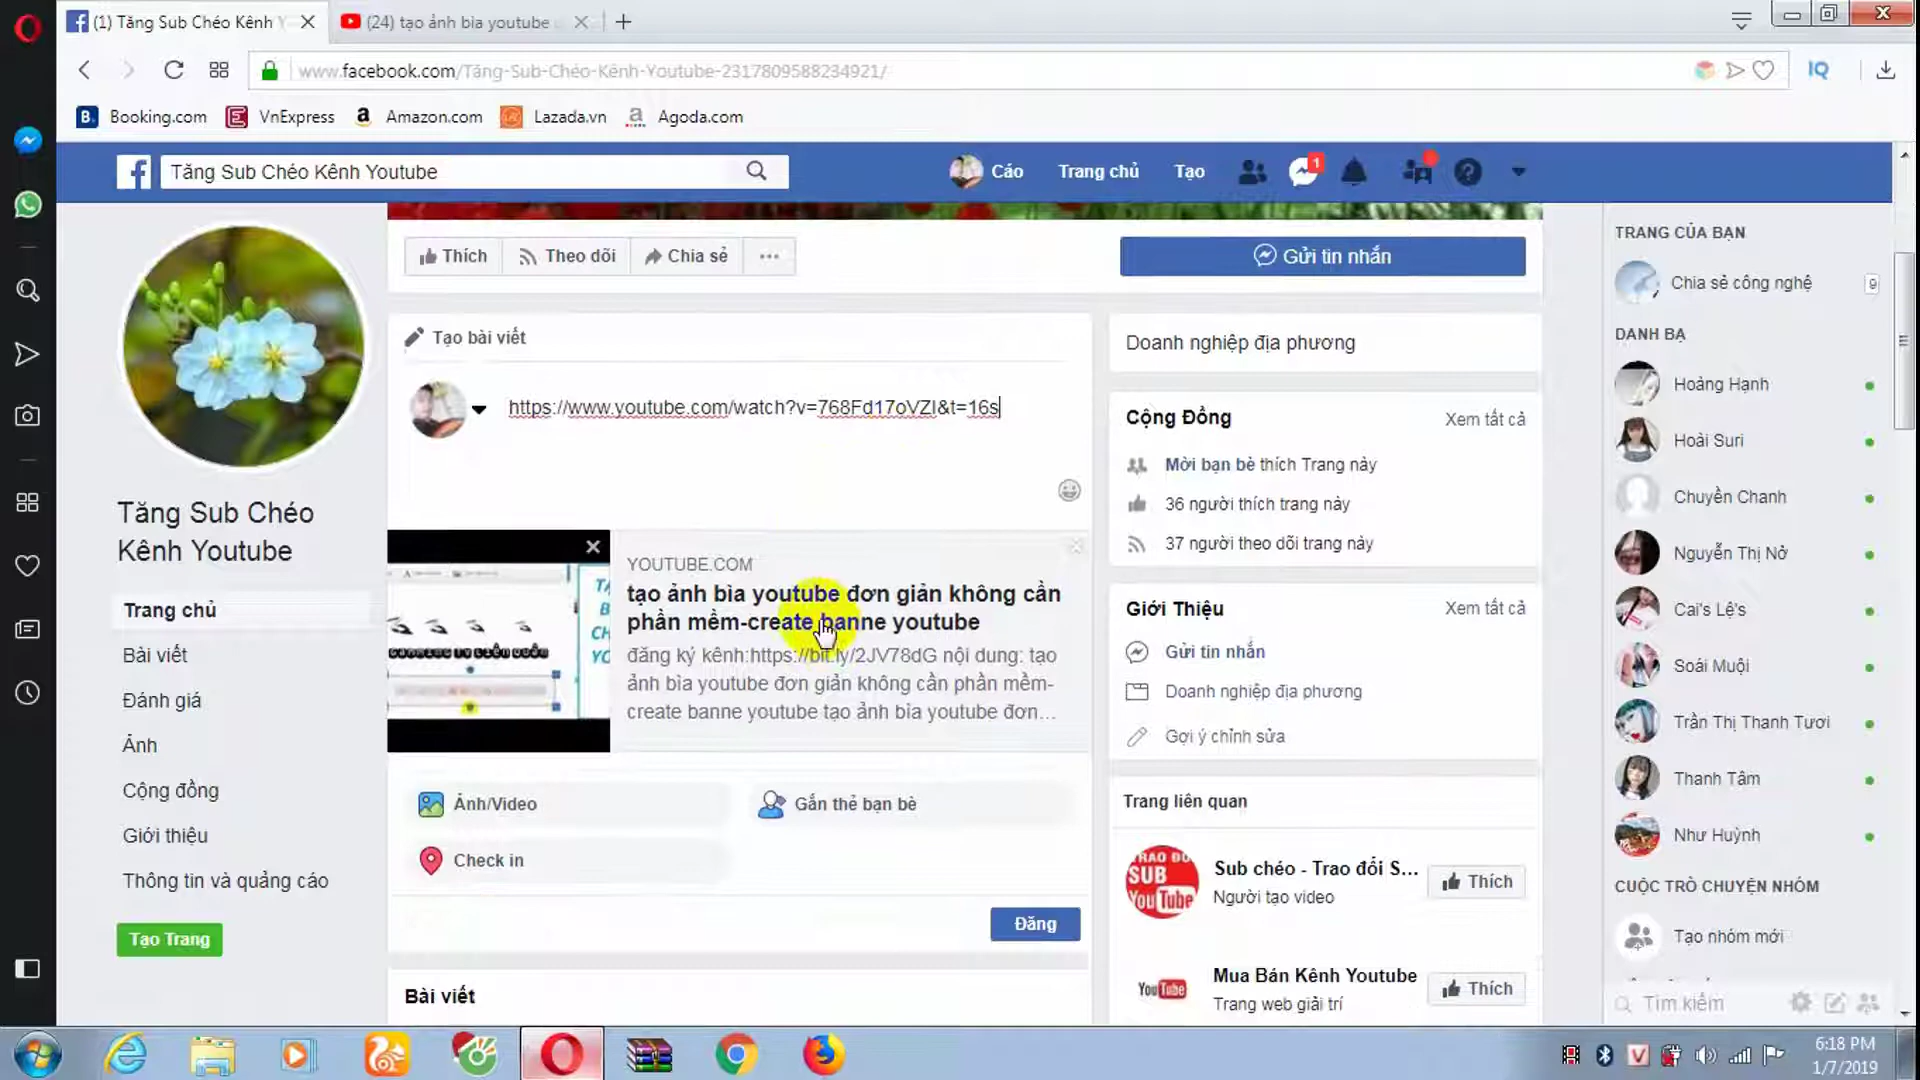 (1) Tăng Sub Chéo Kênh Y
(24) tạo ảnh bìa youtube
www.facebook.com/Tăng-Sub-Chéo-Kênh-Youtube-2317809588234921/
IQ
B. Booking.com
VnExpress
a Amazon.com
Lazada.vn
a Agoda.com
Tăng Sub Chéo Kênh Youtube
Cáo
Trang chủ
Tạo
1
Thích
Theo dõi
Chia sẻ
Gửi tin nhắn
Tạo bài viết
https://www.youtube.com/watch?v=768Fd17oVZI&t=16s
YOUTUBE.COM
tạo ảnh bìa youtube đơn giản không cần
phần mềm-create banne youtube
đăng ký kênh:https://bit.ly/2JV78dG nội dung: tạo
ảnh bìa youtube đơn giản không cần phần mềm-
create banne youtube tạo ảnh bìa youtube đơn...
Ảnh/Video
Gắn thẻ bạn bè
Check in
Đăng
Bài viết
Tăng Sub Chéo
Kênh Youtube
Trang chủ
Bài viết
Đánh giá
Ảnh
Cộng đồng
Giới thiệu
Thông tin và quảng cáo
Tạo Trang
Doanh nghiệp địa phương
Cộng Đồng
Xem tất cả
Mời bạn bè thích Trang này
36 người thích trang này
37 người theo dõi trang này
Giới Thiệu
Xem tất cả
Gửi tin nhắn
Doanh nghiệp địa phương
Gợi ý chỉnh sửa
Trang liên quan
Sub chéo - Trao đổi S...
Người tạo video
Thích
Mua Bán Kênh Youtube
Trang web giải trí
Thích
TRAO ĐỔI
SUB
YouTube
YouTube
TRANG CỦA BẠN
Chia sẻ công nghệ
9
DANH BẠ
Hoảng Hạnh
Hoài Suri
Chuyền Chanh
Nguyễn Thị Nở
Cai's Lệ's
Soái Muội
Trần Thị Thanh Tươi
Thanh Tâm
Như Huỳnh
CUỘC TRÒ CHUYỆN NHÓM
Tạo nhóm mới
Tìm kiếm
6:18 PM
1/7/2019